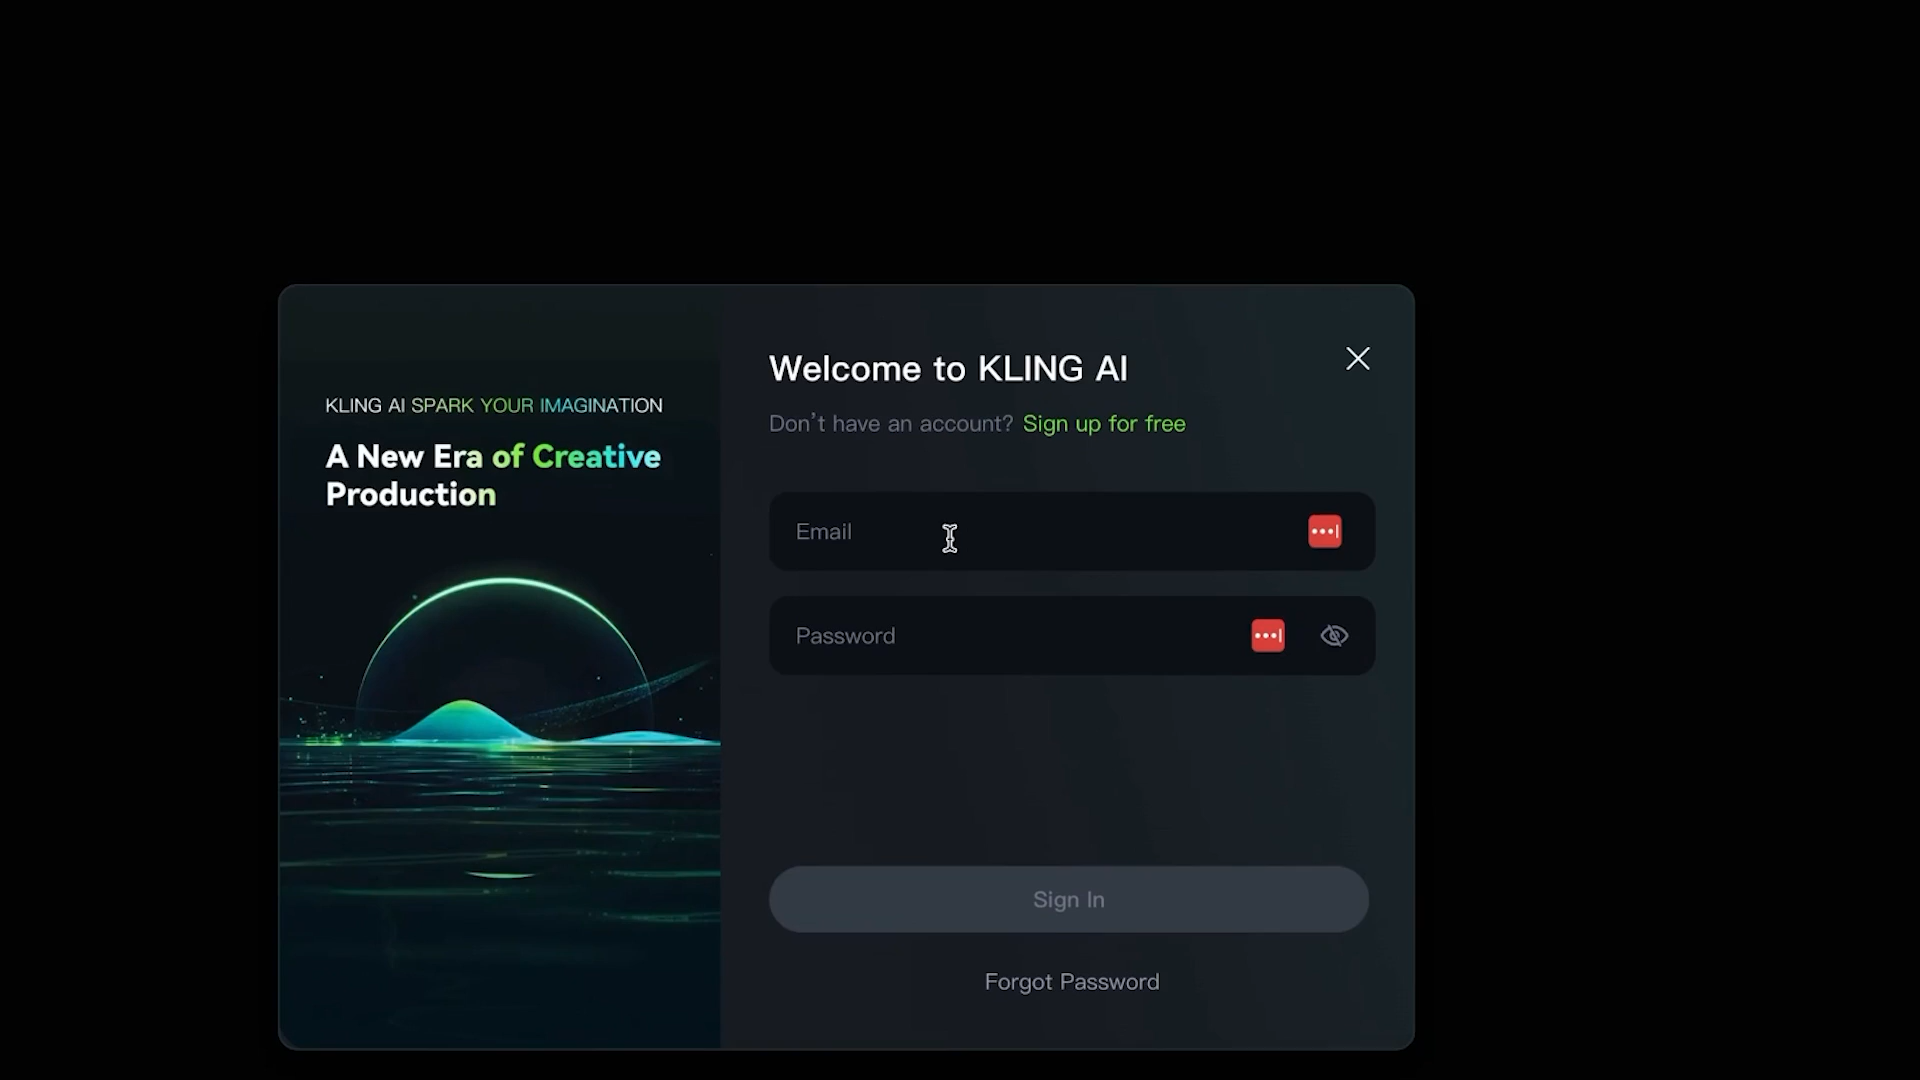 KLING AI SPARK YOUR IMAGINATION
A New Era of Creative
Production
Welcome to KLING AI
Don't have an account? Sign up for free
Email
Password
Sign In
Forgot Password